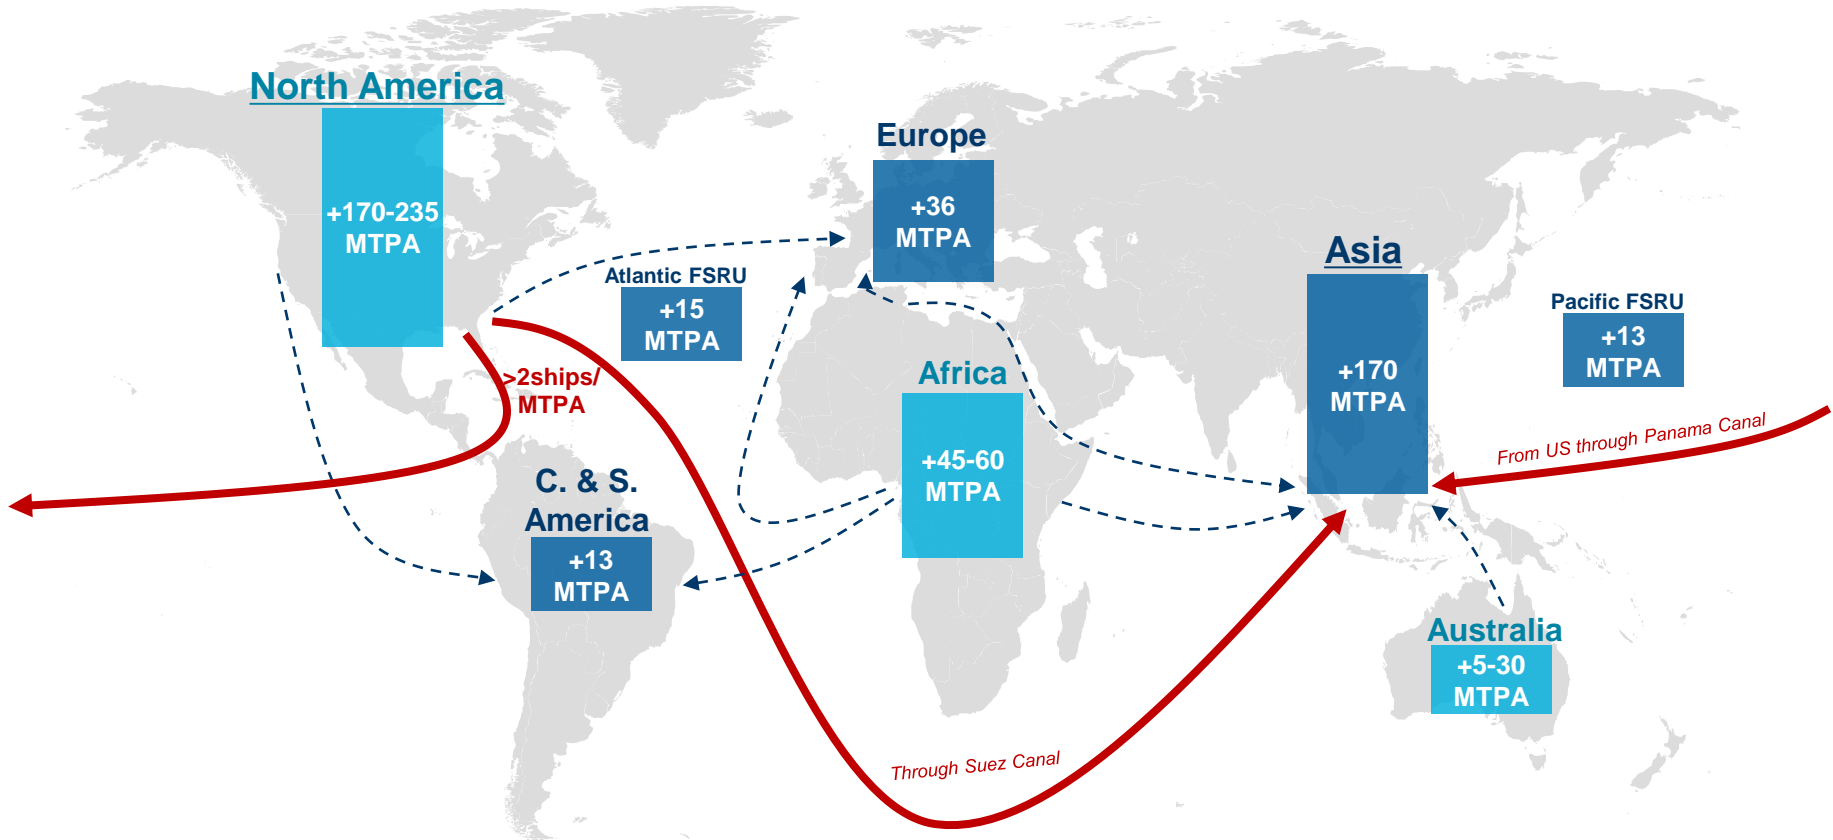 North America
+170-235
MTPA
Europe
+36
MTPA
Atlantic FSRU
+15
MTPA
Asia
+170
MTPA
Pacific FSRU
+13
MTPA
>2ships/
MTPA
Africa
+45-60
MTPA
From US through Panama Canal
C. & S.
America
+13
MTPA
Australia
+5-30
MTPA
Through Suez Canal